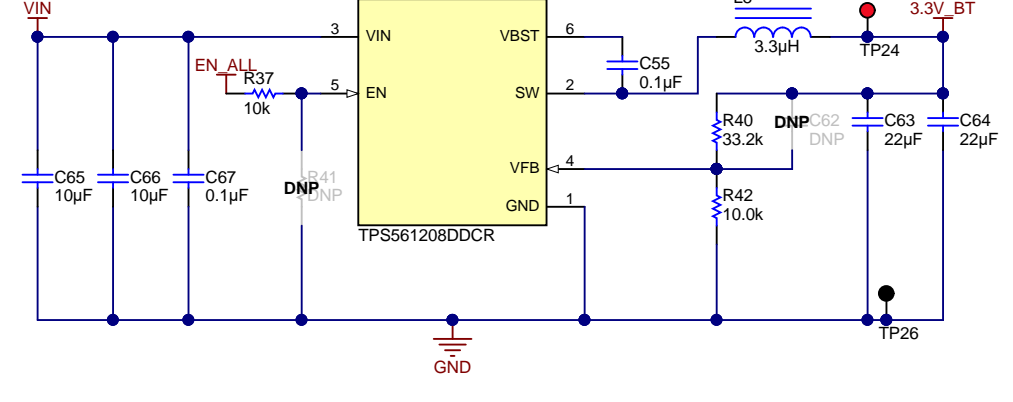 VIN
3.3V_BT
3
VIN
VBST
6
3.3µH
TP24
EN_ALL
R37
10k
5
EN
SW
2
C55
0.1µF
R40
33.2k
DNP
C62
DNP
C63
22µF
C64
22µF
C65
10µF
C66
10µF
C67
0.1µF
DNP
R41
DNP
VFB
4
R42
10.0k
GND
1
TPS561208DDCR
TP26
GND